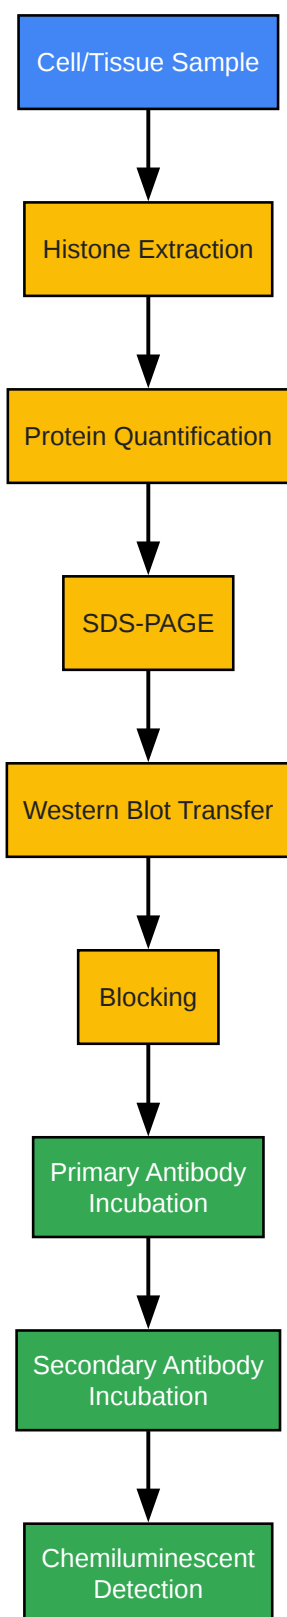 Cell/Tissue Sample
Histone Extraction
Protein Quantification
SDS-PAGE
Western Blot Transfer
Blocking
Primary Antibody
Incubation
Secondary Antibody
Incubation
Chemiluminescent
Detection